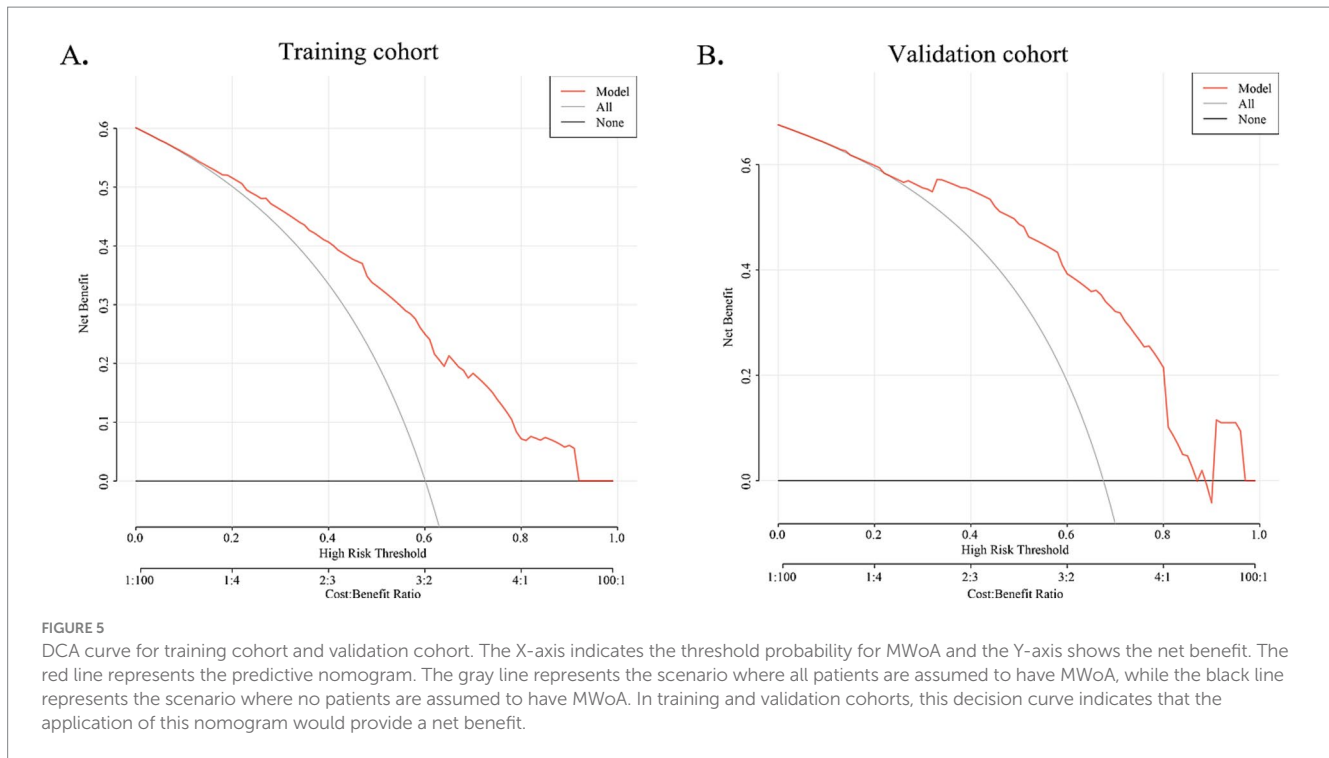 A.
Training cohort
Model
All
None
0.6
0.5
0.4
0.3
0.2
0.1
0.0
Net Benefit
0.0 0.2 0.4 0.6 0.8 1.0
High Risk Threshold
1:100 1:4 2:3 3:2 4:1 100:1
Cost:Benefit Ratio
B.
Validation cohort
Model
All
None
0.6
0.4
0.2
0.0
Net Benefit
0.0 0.2 0.4 0.6 0.8 1.0
High Risk Threshold
1:100 1:4 2:3 3:2 4:1 100:1
Cost:Benefit Ratio
FIGURE 5
DCA curve for training cohort and validation cohort. The X-axis indicates the threshold probability for MWoA and the Y-axis shows the net benefit. The
red line represents the predictive nomogram. The gray line represents the scenario where all patients are assumed to have MWoA, while the black line
represents the scenario where no patients are assumed to have MWoA. In training and validation cohorts, this decision curve indicates that the
application of this nomogram would provide a net benefit.